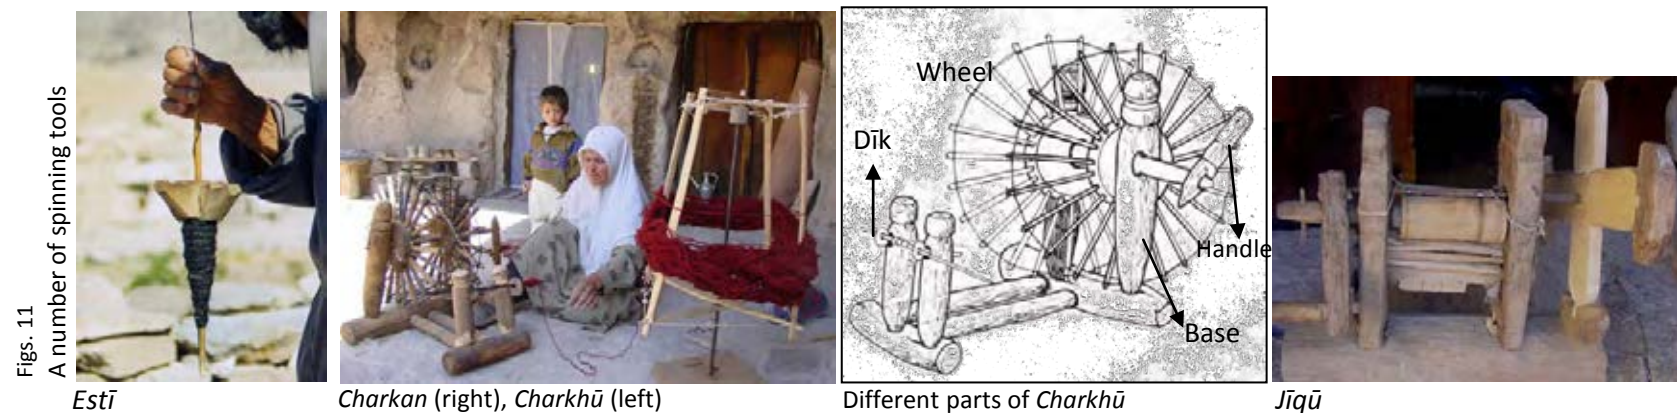 Figs. 11
A number of spinning tools
Wheel
Dīk
Handle
Base
Estī
Charkan (right), Charkhū (left)
Different parts of Charkhū
Jīqū